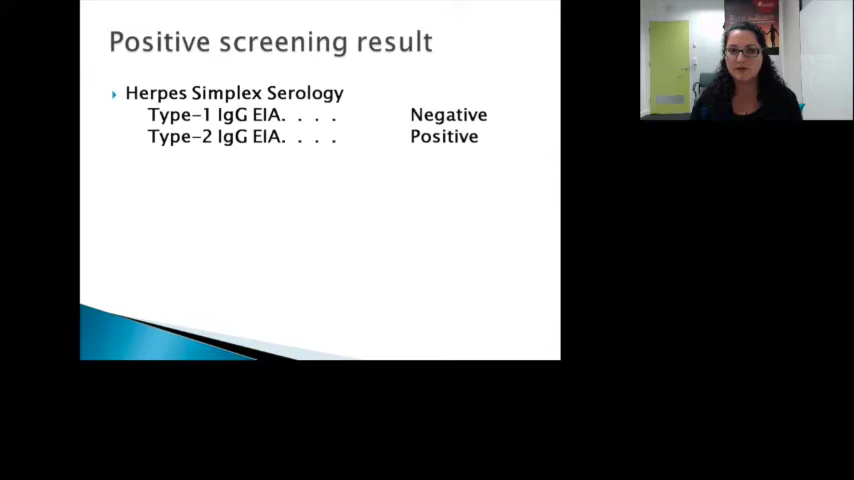 Positive screening result
Herpes Simplex Serology
Type-1 IgG EIA. . . . Negative
Type-2 IgG EIA. . . . Positive